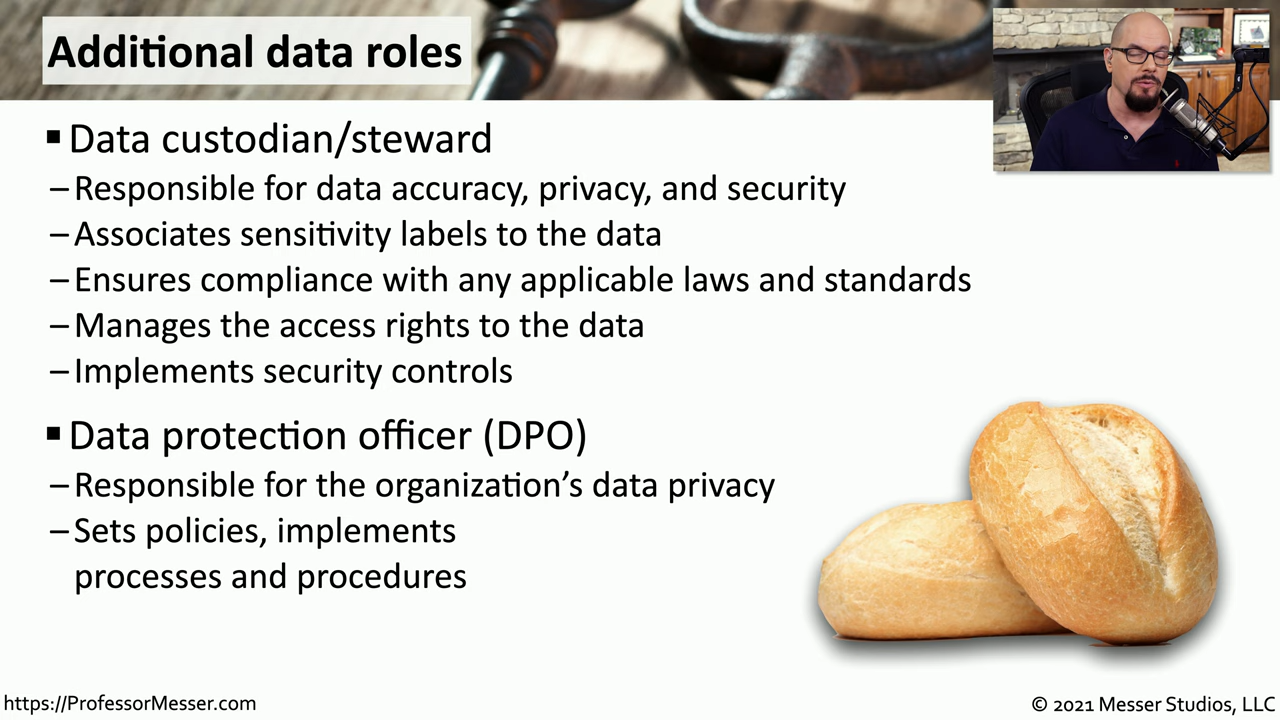 Additional data roles
▪ Data custodian/steward
– Responsible for data accuracy, privacy, and security
– Associates sensitivity labels to the data
– Ensures compliance with any applicable laws and standards
– Manages the access rights to the data
– Implements security controls
▪ Data protection officer (DPO)
– Responsible for the organization’s data privacy
– Sets policies, implements
processes and procedures
https://ProfessorMesser.com
© 2021 Messer Studios, LLC